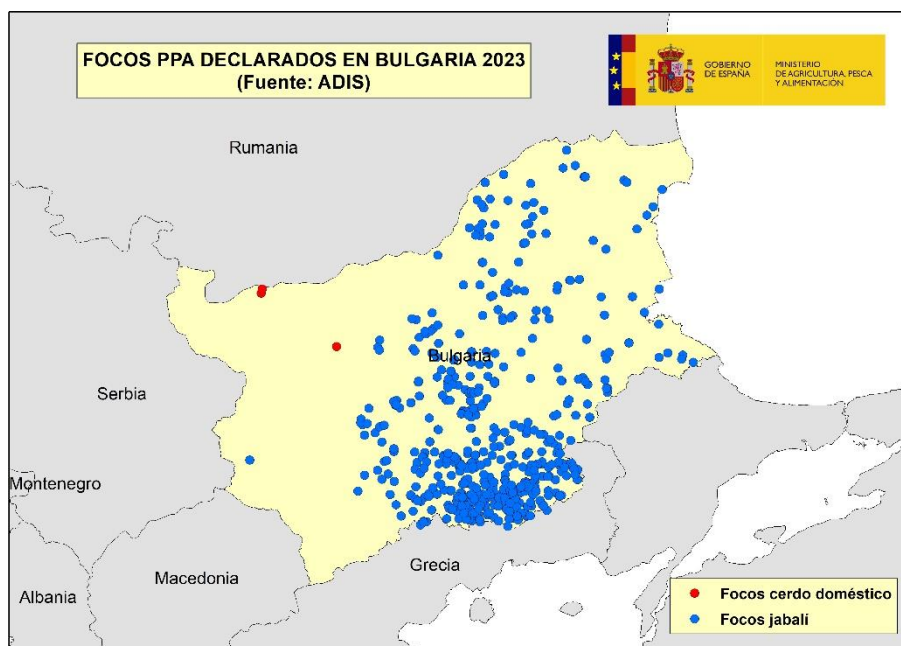 FOCOS PPA DECLARADOS EN BULGARIA 2023
(Fuente: ADIS)
GOBIERNO
DE ESPAÑA
MINISTERIO
DE AGRICULTURA, PESCA
Y ALIMENTACIÓN
Rumania
Bulgaria
Serbia
Montenegro
Grecia
Macedonia
Albania
Focos cerdo doméstico
Focos jabalí